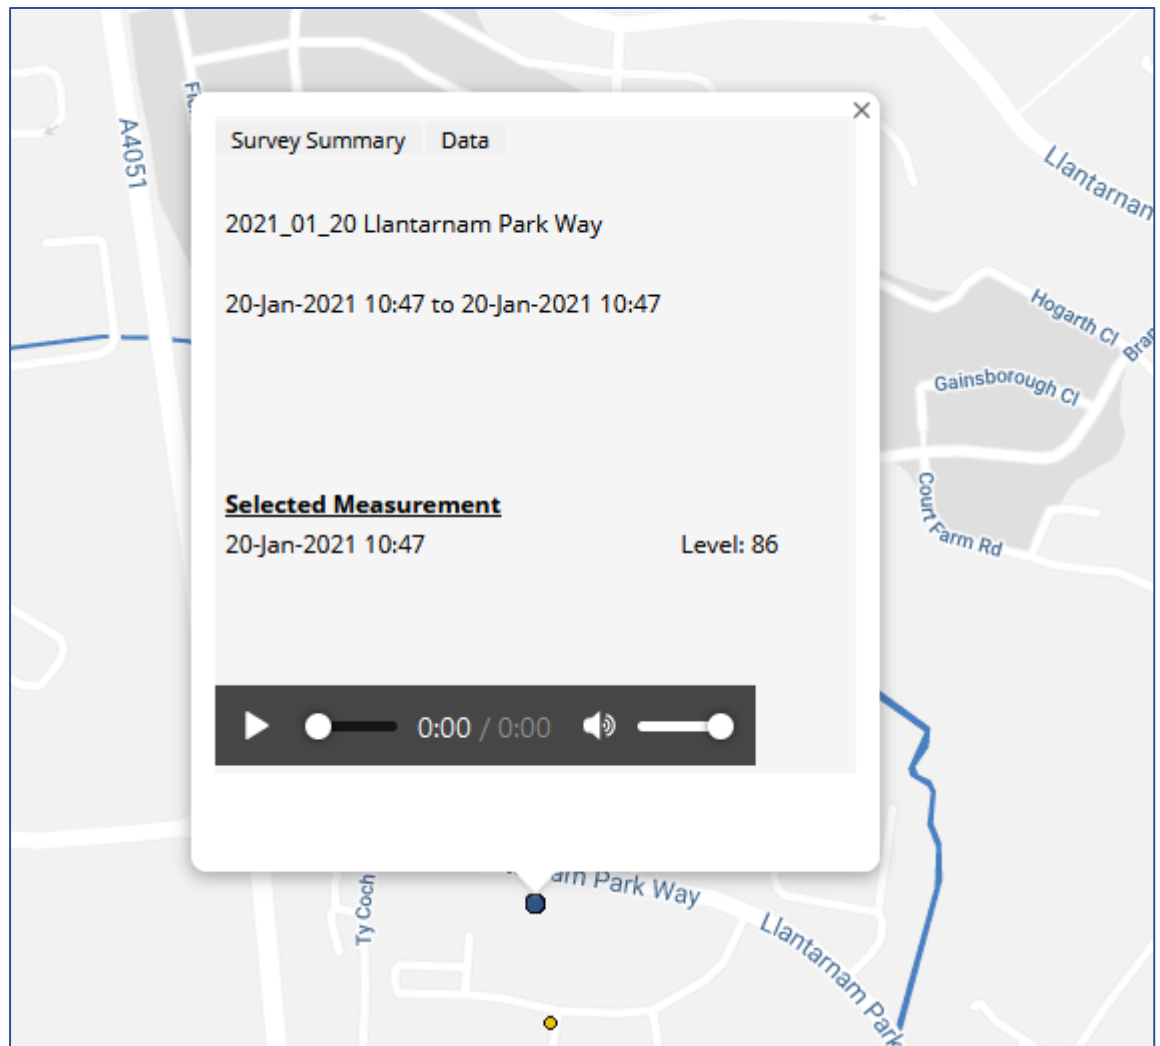 A4051
Survey Summary
Data
2021_01_20 Llantarnam Park Way
20-Jan-2021 10:47 to 20-Jan-2021 10:47
Selected Measurement
20-Jan-2021 10:47
Level: 86
0:00 / 0:00
Llantarnam
Hogarth Cl
Gainsborough Cl
Court Farm Rd
Park Way
Ty Coch
Llantarnam Park